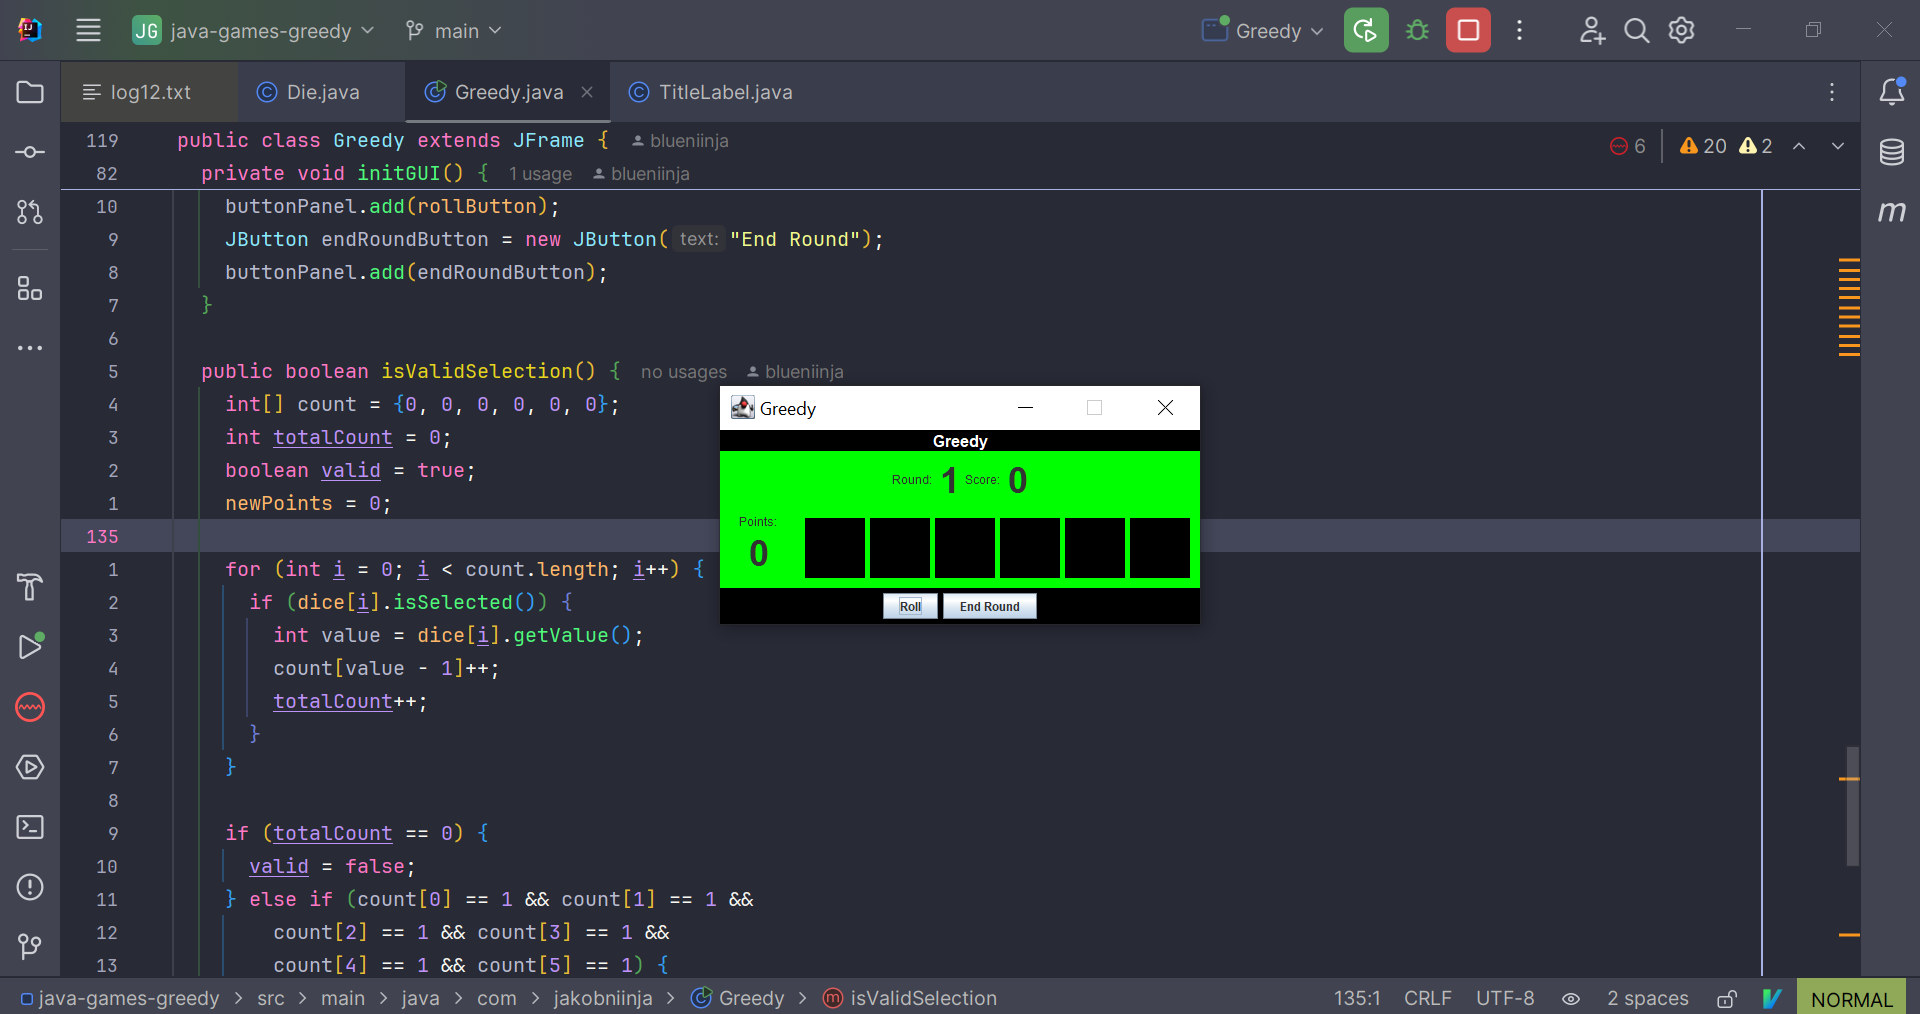 JG java-games-greedy main Greedy
log12.txt Die.java Greedy.java TitleLabel.java
119 public class Greedy extends JFrame { blueniinja 6 20 2
82 private void initGUI() { 1 usage blueniinja
10 buttonPanel.add(rollButton);
9 JButton endRoundButton = new JButton( text: "End Round");
8 buttonPanel.add(endRoundButton);
7 }
6
5 public boolean isValidSelection() { no usages blueniinja
4 int[] count = {0, 0, 0, 0, 0, 0};
3 int totalCount = 0;
2 boolean valid = true;
1 newPoints = 0;
135
1 for (int i = 0; i < count.length; i++) {
2 if (dice[i].isSelected()) {
3 int value = dice[i].getValue();
4 count[value - 1]++;
5 totalCount++;
6 }
7 }
8
9 if (totalCount == 0) {
10 valid = false;
11 } else if (count[0] == 1 && count[1] == 1 &&
12 count[2] == 1 && count[3] == 1 &&
13 count[4] == 1 && count[5] == 1) {
Greedy
Greedy
Round: 1 Score: 0
Points:
0
Roll End Round
m
java-games-greedy > src > main > java > com > jakobniinja > Greedy > m isValidSelection 135:1 CRLF UTF-8 2 spaces NORMAL